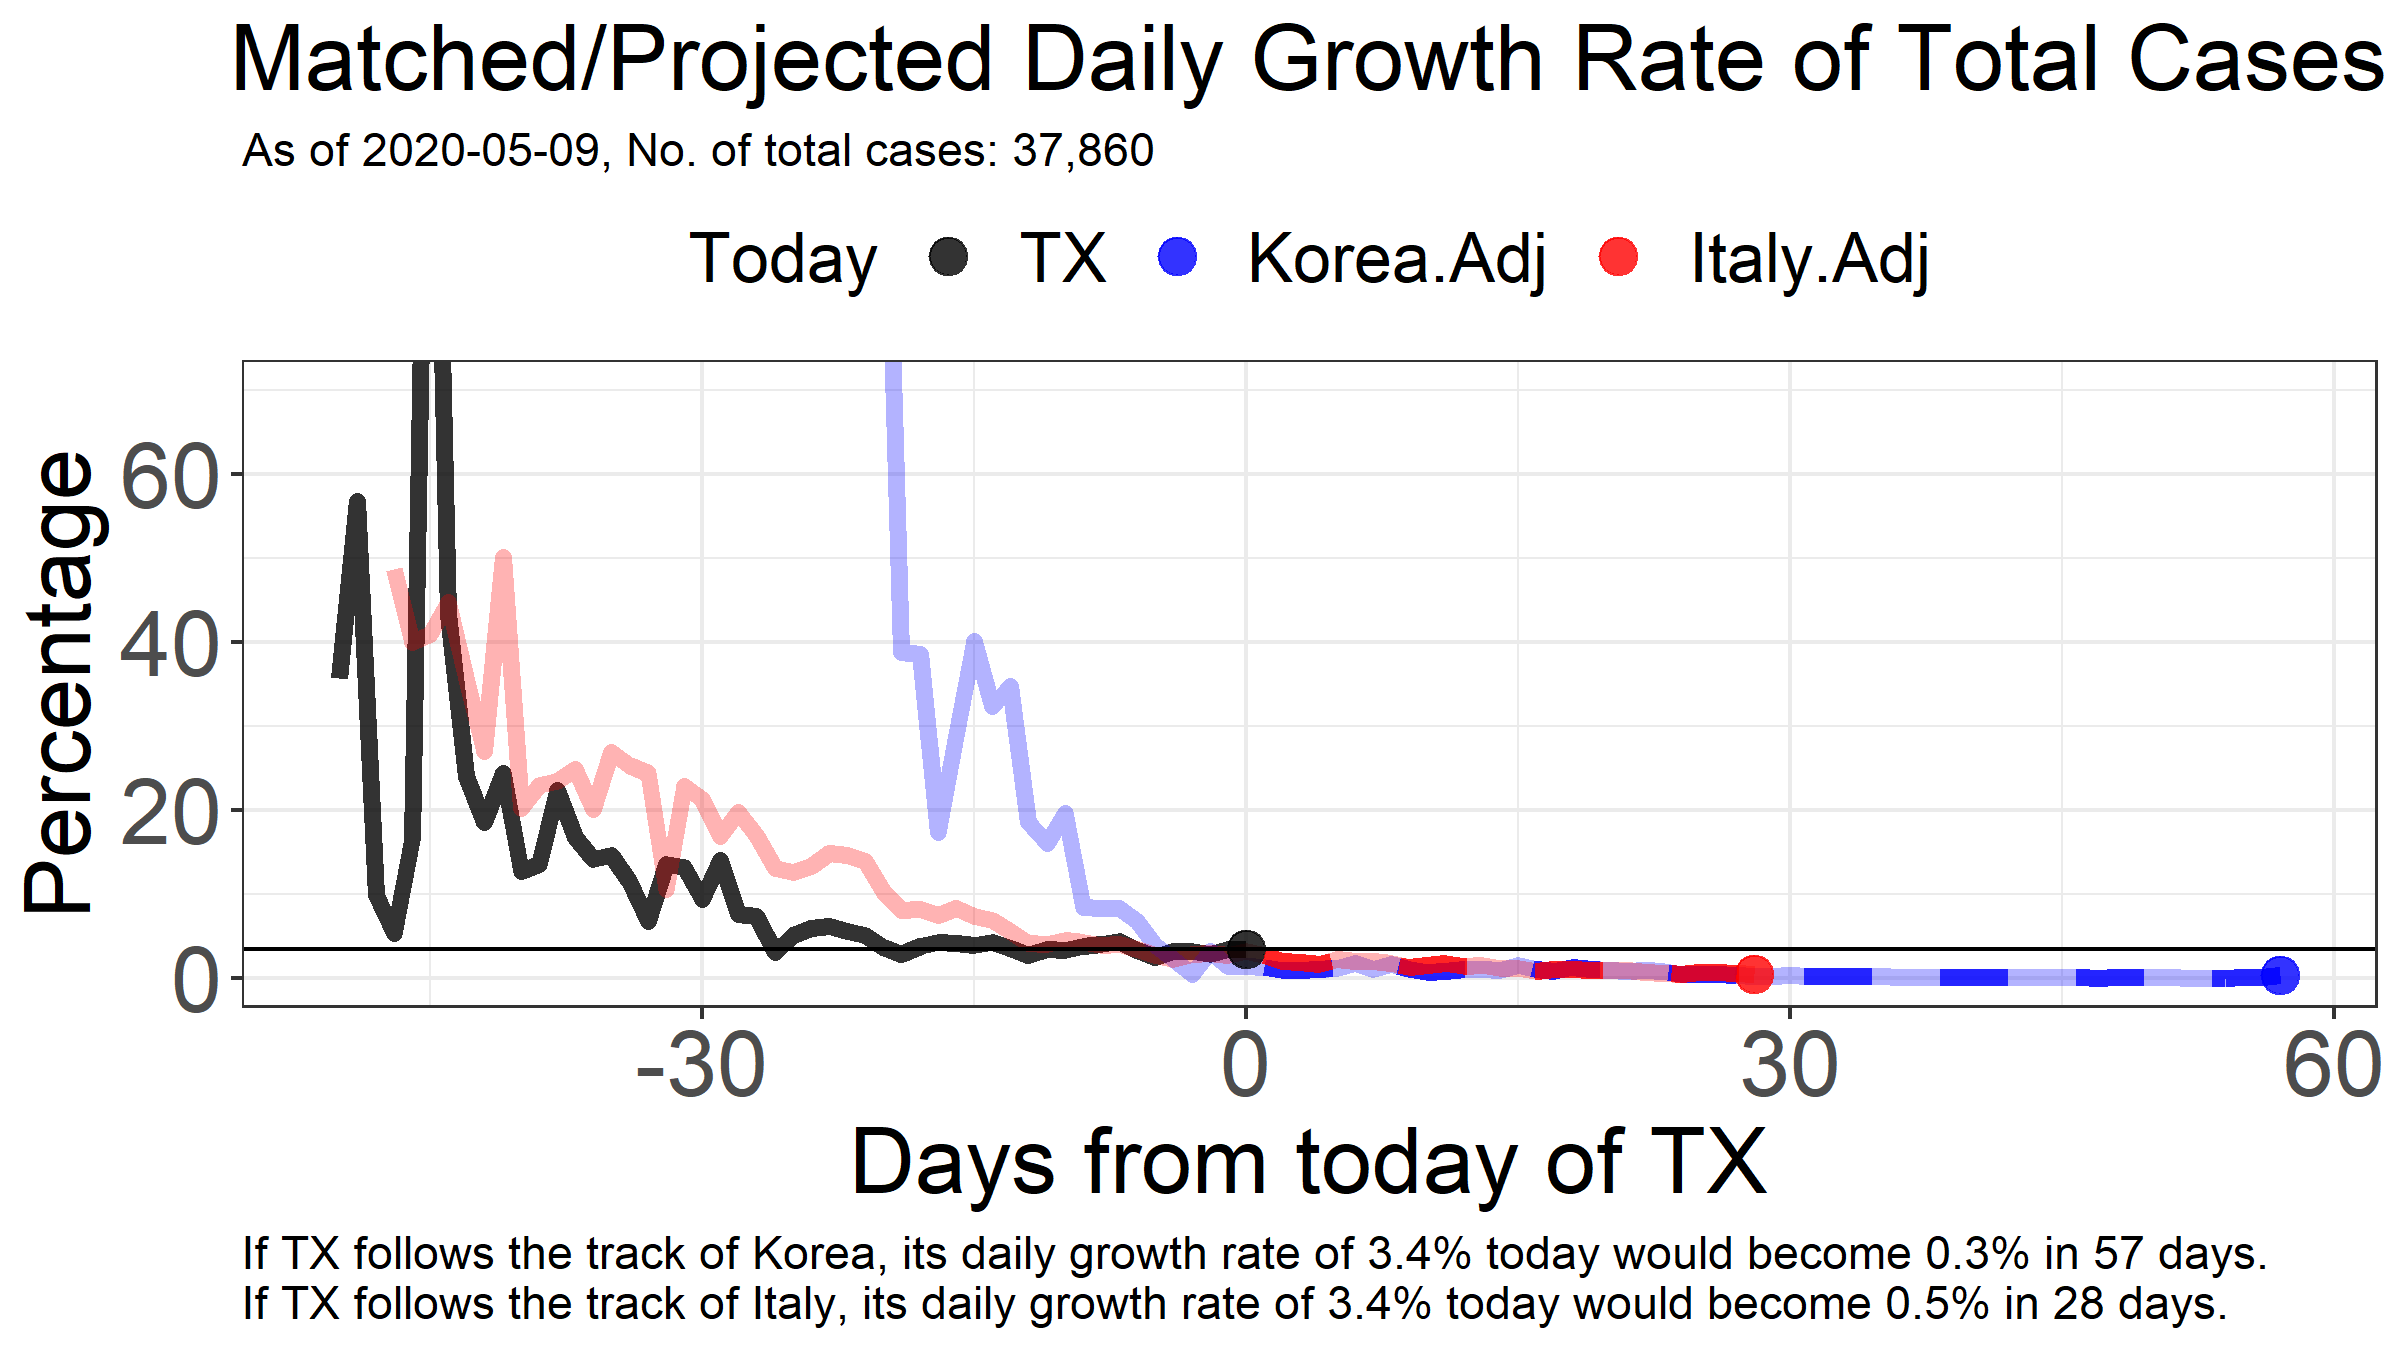 Matched/Projected Daily Growth Rate of Total Cases
As of 2020-05-09, No. of total cases: 37,860
Today TX Korea.Adj Italy.Adj
Percentage
60
40
20
0
-30 0 30 60
Days from today of TX
If TX follows the track of Korea, its daily growth rate of 3.4% today would become 0.3% in 57 days.
If TX follows the track of Italy, its daily growth rate of 3.4% today would become 0.5% in 28 days.